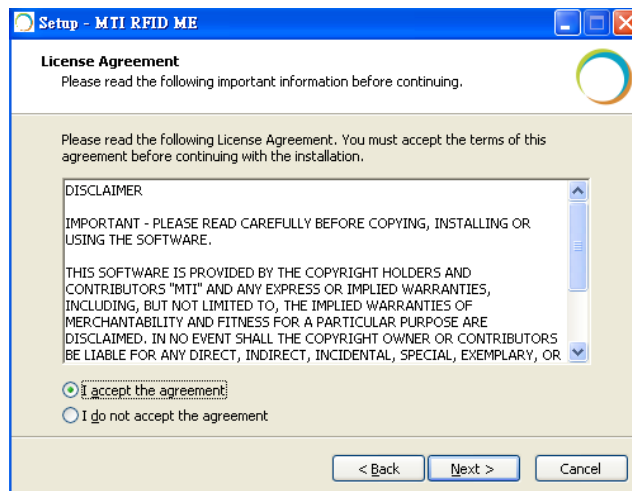 Setup - MTI RFID ME
License Agreement
Please read the following important information before continuing.
Please read the following License Agreement. You must accept the terms of this
agreement before continuing with the installation.
DISCLAIMER
IMPORTANT - PLEASE READ CAREFULLY BEFORE COPYING, INSTALLING OR
USING THE SOFTWARE.
THIS SOFTWARE IS PROVIDED BY THE COPYRIGHT HOLDERS AND
CONTRIBUTORS "MTI" AND ANY EXPRESS OR IMPLIED WARRANTIES,
INCLUDING, BUT NOT LIMITED TO, THE IMPLIED WARRANTIES OF
MERCHANTABILITY AND FITNESS FOR A PARTICULAR PURPOSE ARE
DISCLAIMED. IN NO EVENT SHALL THE COPYRIGHT OWNER OR CONTRIBUTORS
BE LIABLE FOR ANY DIRECT, INDIRECT, INCIDENTAL, SPECIAL, EXEMPLARY, OR
I accept the agreement
I do not accept the agreement
< Back Next > Cancel